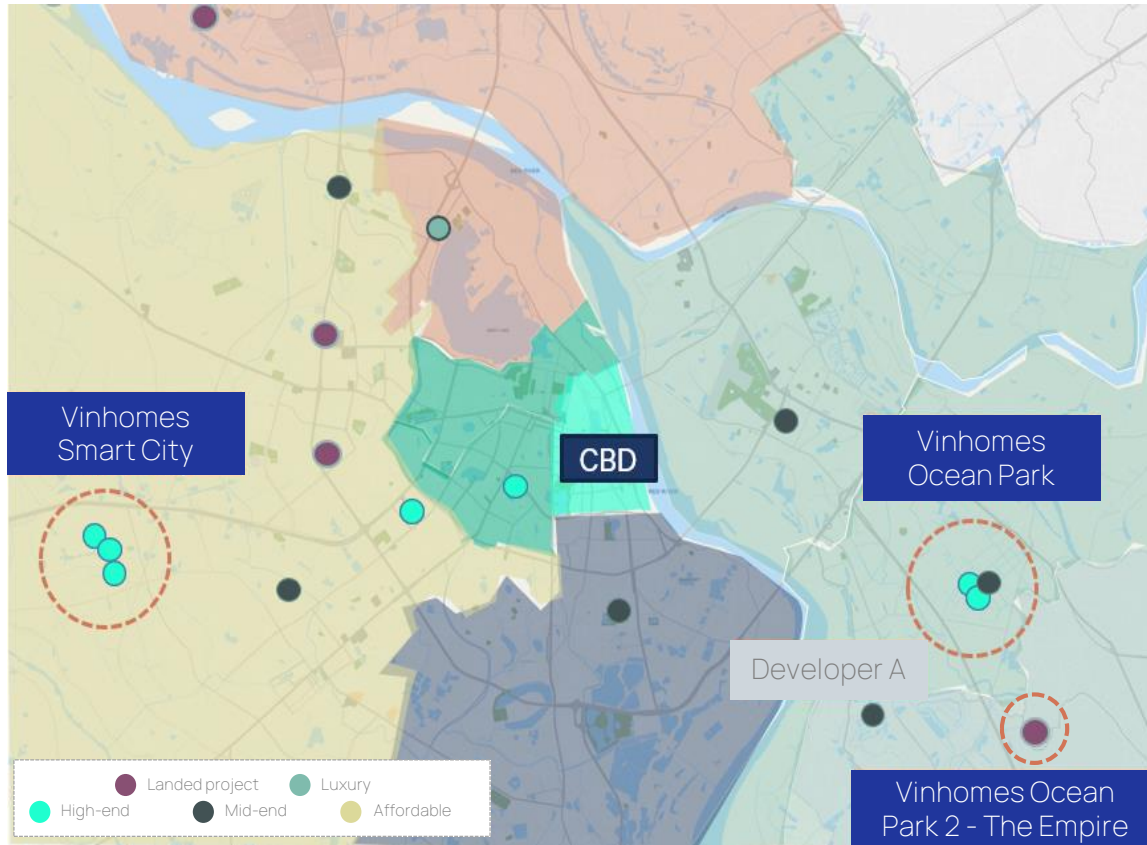 Vinhomes
Smart City
CBD
Vinhomes
Ocean Park
Developer A
Landed project
Luxury
High-end
Mid-end
Affordable
Vinhomes Ocean
Park 2 - The Empire